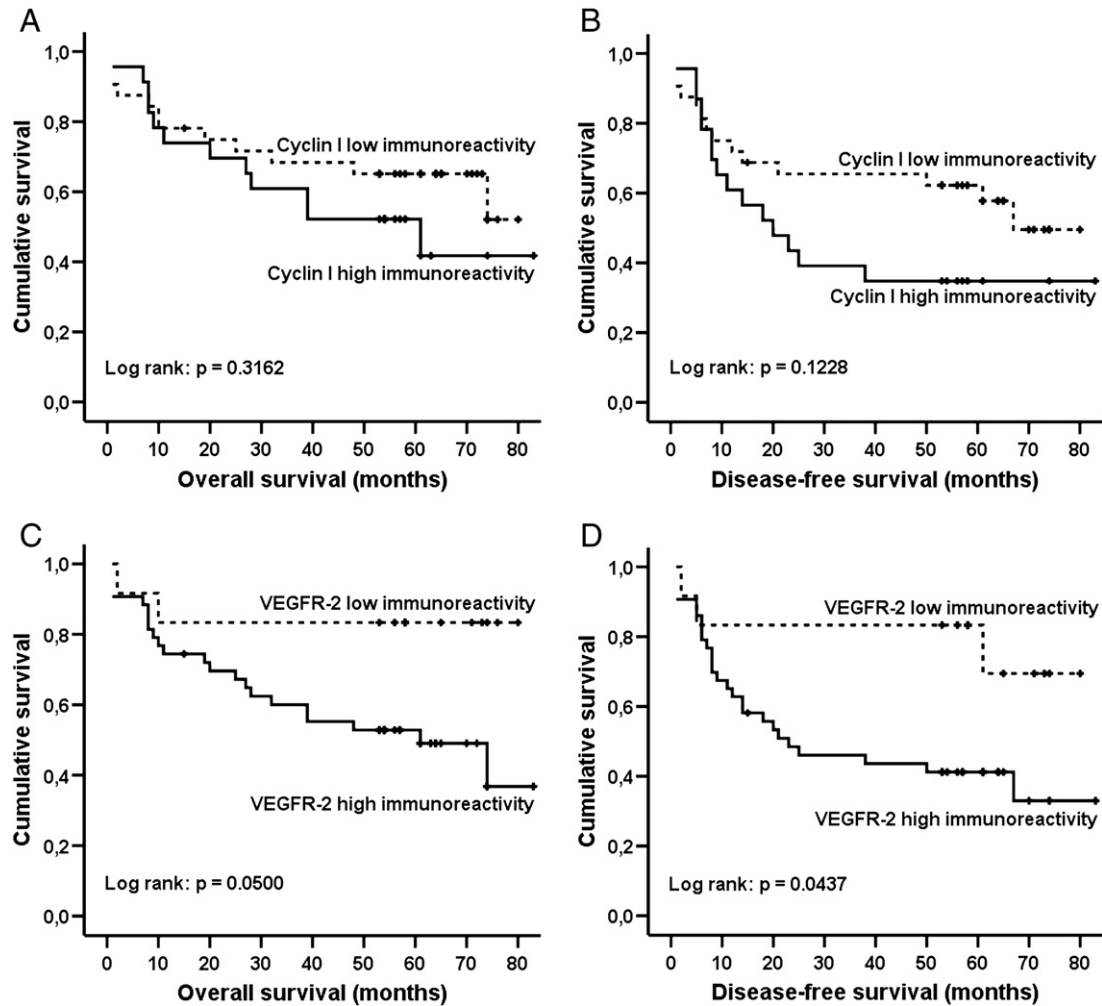 A
1,0
0,8
0,6
0,4
0,2
0,0
Cumulative survival
Cyclin I low immunoreactivity
Cyclin I high immunoreactivity
Log rank: p = 0.3162
0 10 20 30 40 50 60 70 80
Overall survival (months)
B
1,0
0,8
0,6
0,4
0,2
0,0
Cumulative survival
Cyclin I low immunoreactivity
Cyclin I high immunoreactivity
Log rank: p = 0.1228
0 10 20 30 40 50 60 70 80
Disease-free survival (months)
C
1,0
0,8
0,6
0,4
0,2
0,0
Cumulative survival
VEGFR-2 low immunoreactivity
VEGFR-2 high immunoreactivity
Log rank: p = 0.0500
0 10 20 30 40 50 60 70 80
Overall survival (months)
D
1,0
0,8
0,6
0,4
0,2
0,0
Cumulative survival
VEGFR-2 low immunoreactivity
VEGFR-2 high immunoreactivity
Log rank: p = 0.0437
0 10 20 30 40 50 60 70 80
Disease-free survival (months)